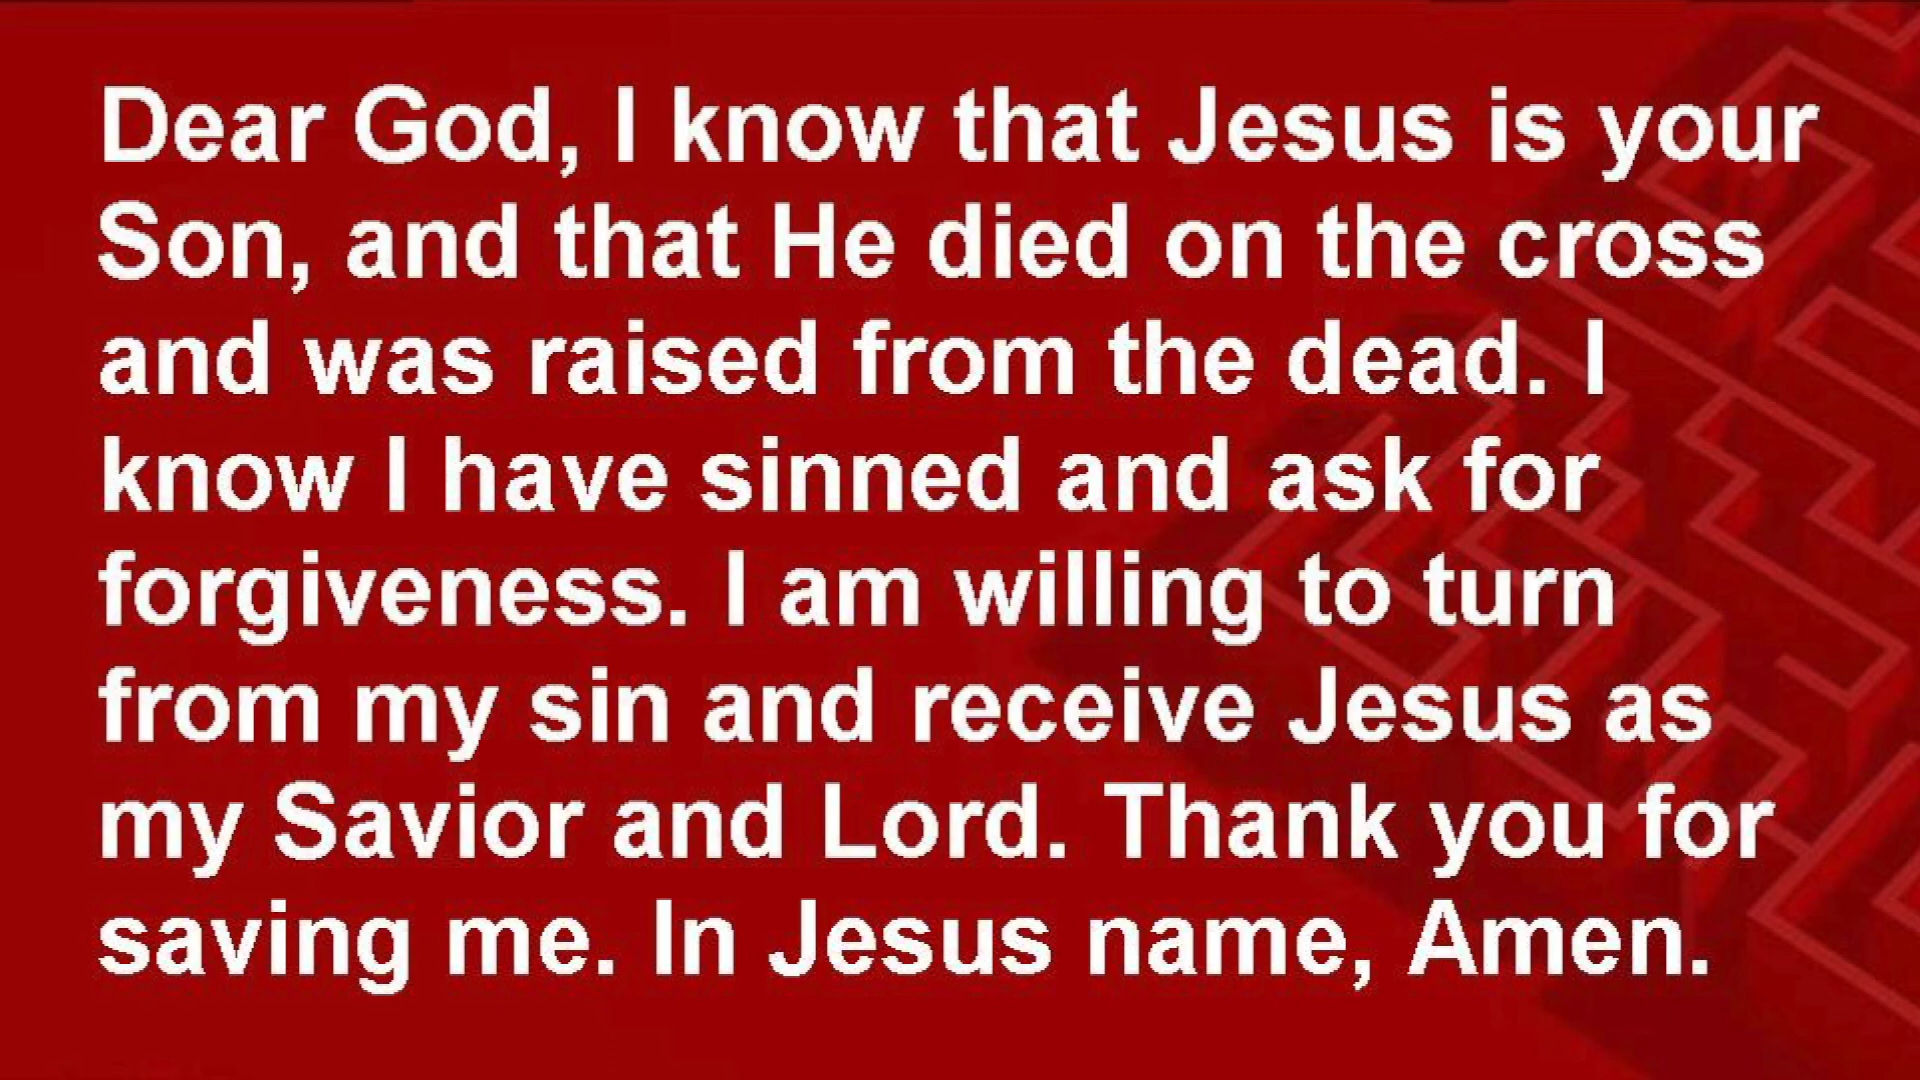 Dear God, I know that Jesus is your
Son, and that He died on the cross
and was raised from the dead. I
know I have sinned and ask for
forgiveness. I am willing to turn
from my sin and receive Jesus as
my Savior and Lord. Thank you for
saving me. In Jesus name, Amen.